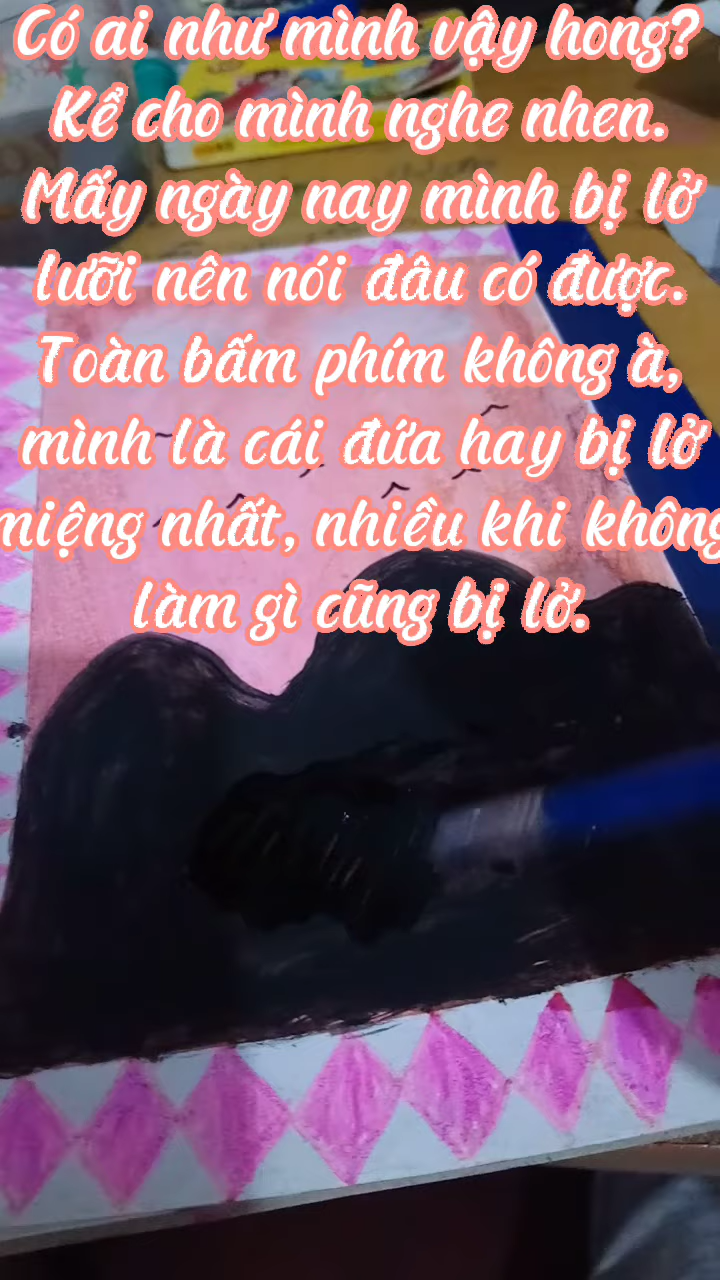 Có ai như mình vậy hong?
Kể cho mình nghe nhen.
Mấy ngày nay mình bị lở
lưỡi nên nói đâu có được.
Toàn bấm phím không à,
mình là cái đứa hay bị lở
miệng nhất, nhiều khi không
làm gì cũng bị lở.